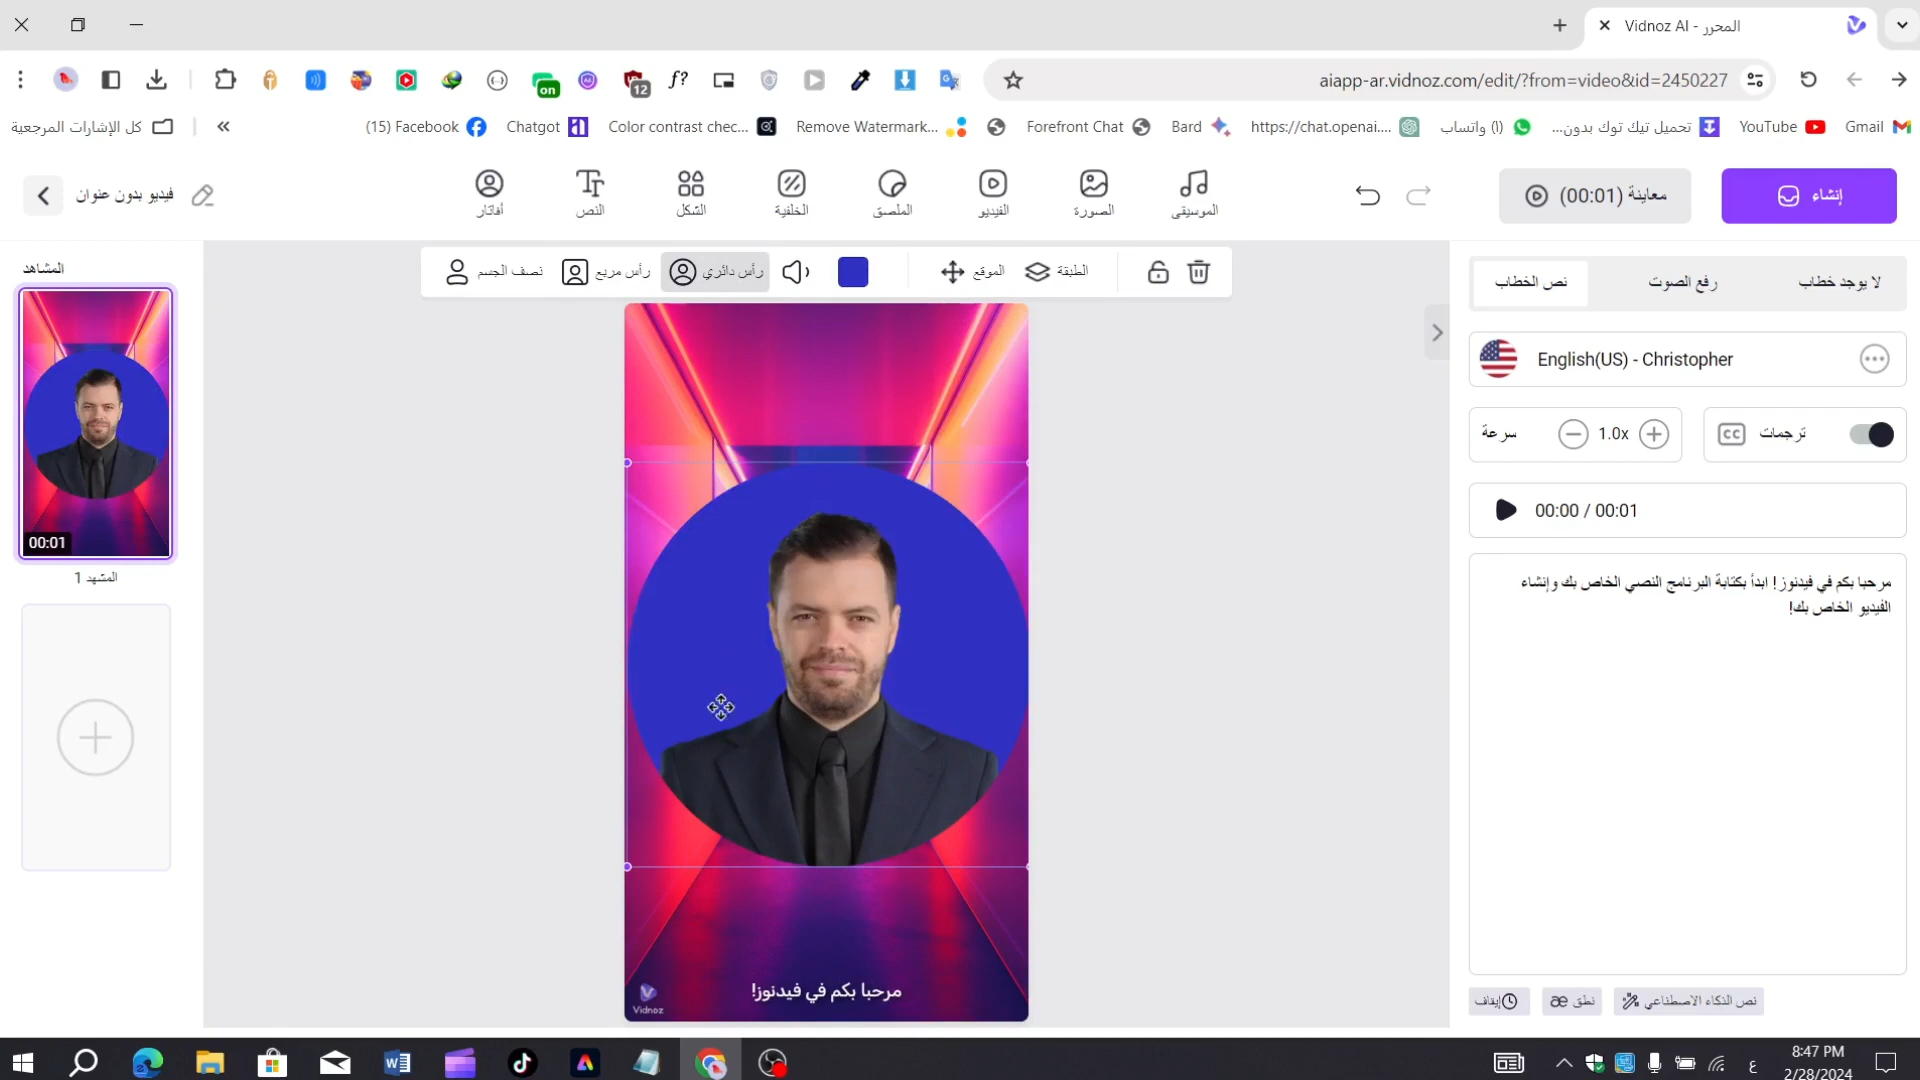 Vidnoz AI - المحرر
aiapp-ar.vidnoz.com/edit/?from=video&id=2450227
12
on
f?
Gmail
YouTube
تحميل تيك توك بدون...
(1) واتساب
https://chat.openai....
Bard
Forefront Chat
Remove Watermark...
Color contrast chec...
Chatgot
(15) Facebook
«
كل الإشارات المرجعية
فيديو بدون عنوان
أفاتار
النص
الشكل
الخلفية
الملصق
الفيديو
الصورة
الموسيقى
معاينة (00:01)
إنشاء
المشاهد
00:01
المشهد 1
نصف الجسم
رأس مربع
رأس دائري
الموقع
الطبقة
مرحبا بكم في فيدنوز!
Vidnoz
نص الخطاب
رفع الصوت
لا يوجد خطاب
English(US) - Christopher
سرعة
1.0x
CC
ترجمات
00:00 / 00:01
مرحبا بكم في فيدنوز! ابدأ بكتابة البرنامج النصي الخاص بك وإنشاء
الفيديو الخاص بك!
إيقاف
نطق æ
نص الذكاء الاصطناعي
ع
8:47 PM
2/28/2024